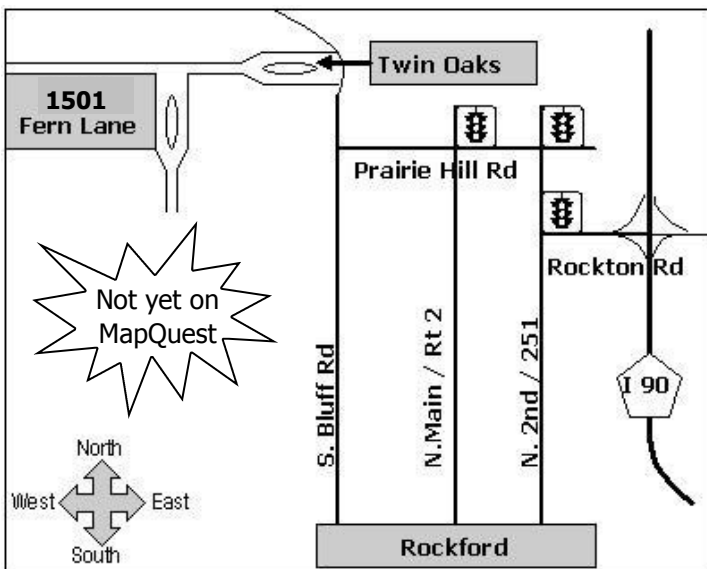 Twin Oaks
1501
Fern Lane
Prairie Hill Rd
Rockton Rd
Not yet on
MapQuest
S. Bluff Rd
N.Main / Rt 2
N. 2nd / 251
I 90
North
West
East
South
Rockford